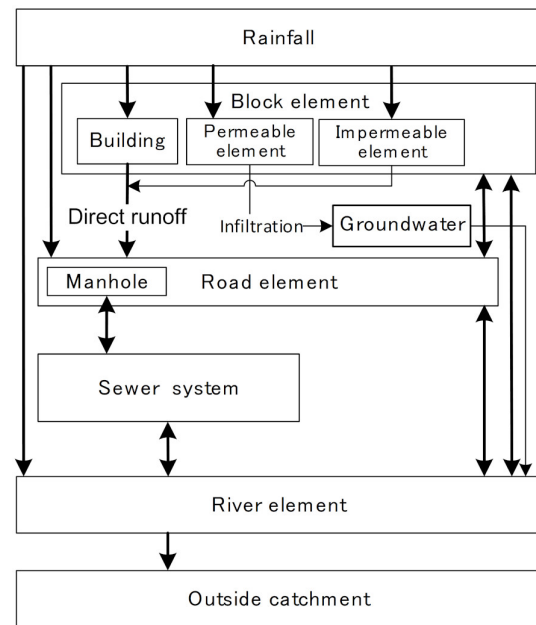 Rainfall
Block element
Building
Permeable
element
Impermeable
element
Direct runoff
Infiltration
Groundwater
Manhole
Road element
Sewer system
River element
Outside catchment